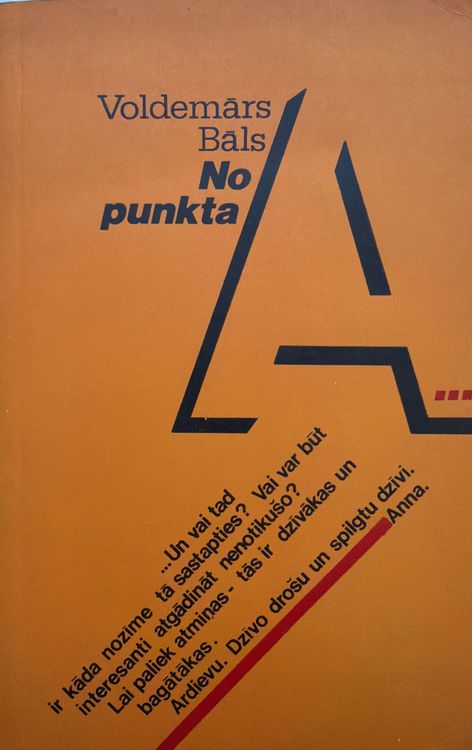 Voldemārs
Bāls
No
punkta
A...
...Un vai tad
ir kāda nozīme tā sastapties? Vai var būt
interesanti atgādināt nenotikušo?
Lai paliek atmiņas - tās ir dzīvākas un
bagātākas.
Ardievu. Dzīvo drošu un spilgtu dzīvi.
Anna.